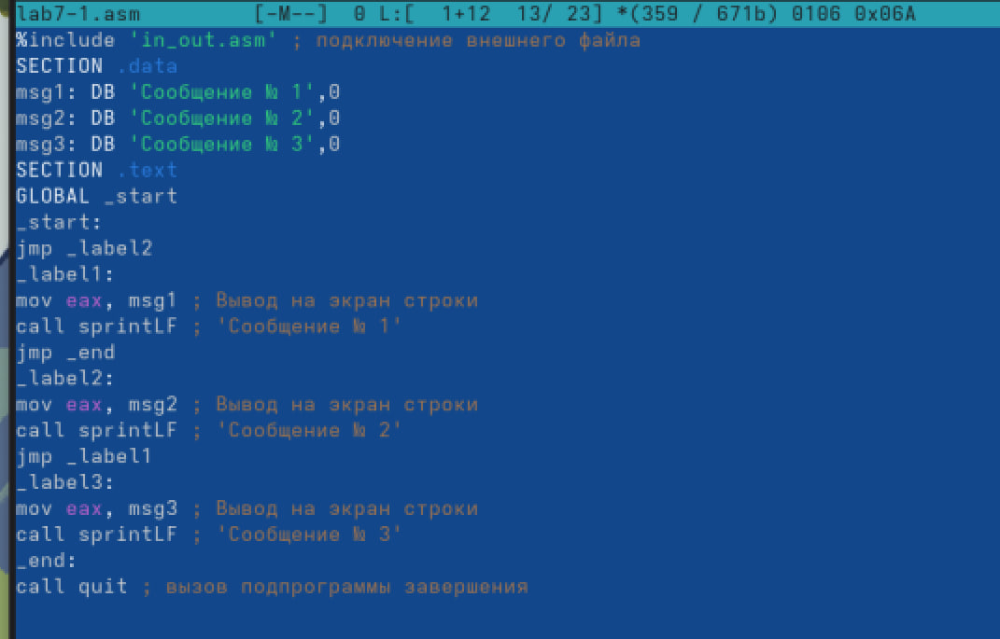 lab7-1.asm [-M--] 0 L:[ 1+12 13/ 23] *(359 / 671b) 0106 0x06A
%include 'in_out.asm' ; подключение внешнего файла
SECTION .data
msg1: DB 'Сообщение № 1',0
msg2: DB 'Сообщение № 2',0
msg3: DB 'Сообщение № 3',0
SECTION .text
GLOBAL _start
_start:
jmp _label2
_label1:
mov eax, msg1 ; Вывод на экран строки
call sprintLF ; 'Сообщение № 1'
jmp _end
_label2:
mov eax, msg2 ; Вывод на экран строки
call sprintLF ; 'Сообщение № 2'
jmp _label1
_label3:
mov eax, msg3 ; Вывод на экран строки
call sprintLF ; 'Сообщение № 3'
_end:
call quit ; вызов подпрограммы завершения